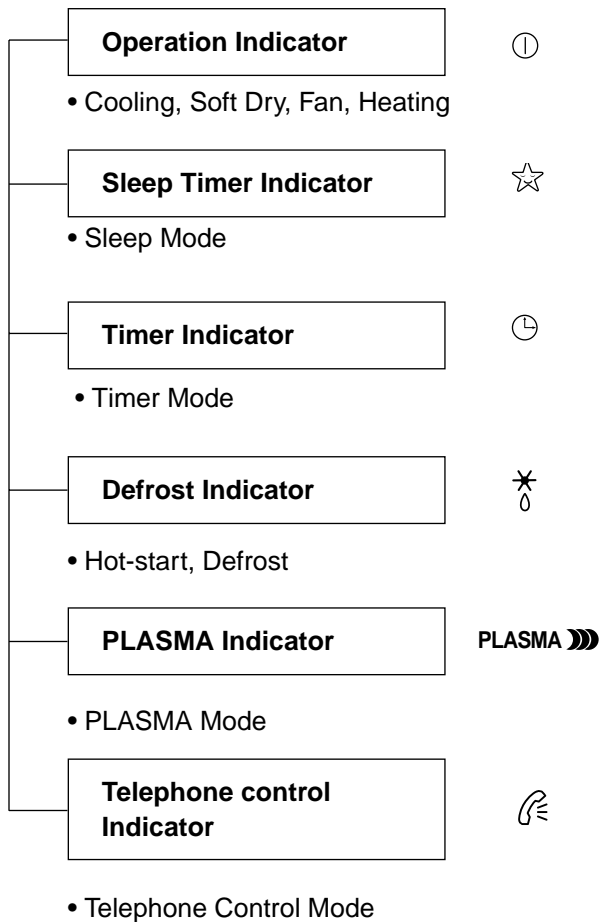 Operation Indicator
• Cooling, Soft Dry, Fan, Heating
Sleep Timer Indicator
• Sleep Mode
Timer Indicator
• Timer Mode
Defrost Indicator
• Hot-start, Defrost
PLASMA Indicator PLASMA
• PLASMA Mode
Telephone control
Indicator
• Telephone Control Mode